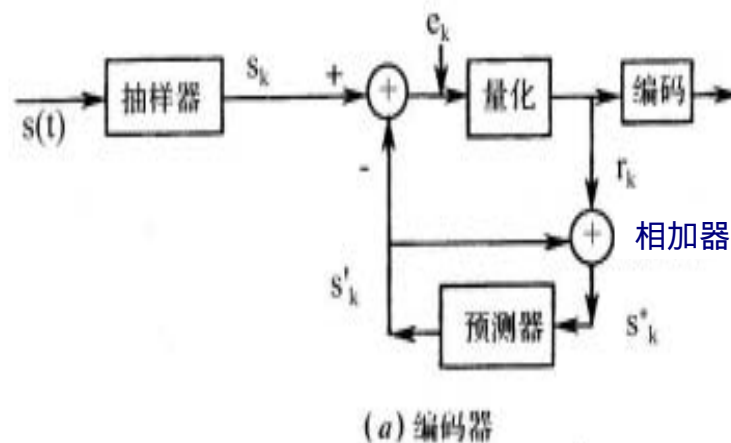 e_k
s_k
+
+
抽样器
量化
编码
s(t)
-
r_k
+
相加器
s'_k
预测器
s*_k
(a) 编码器